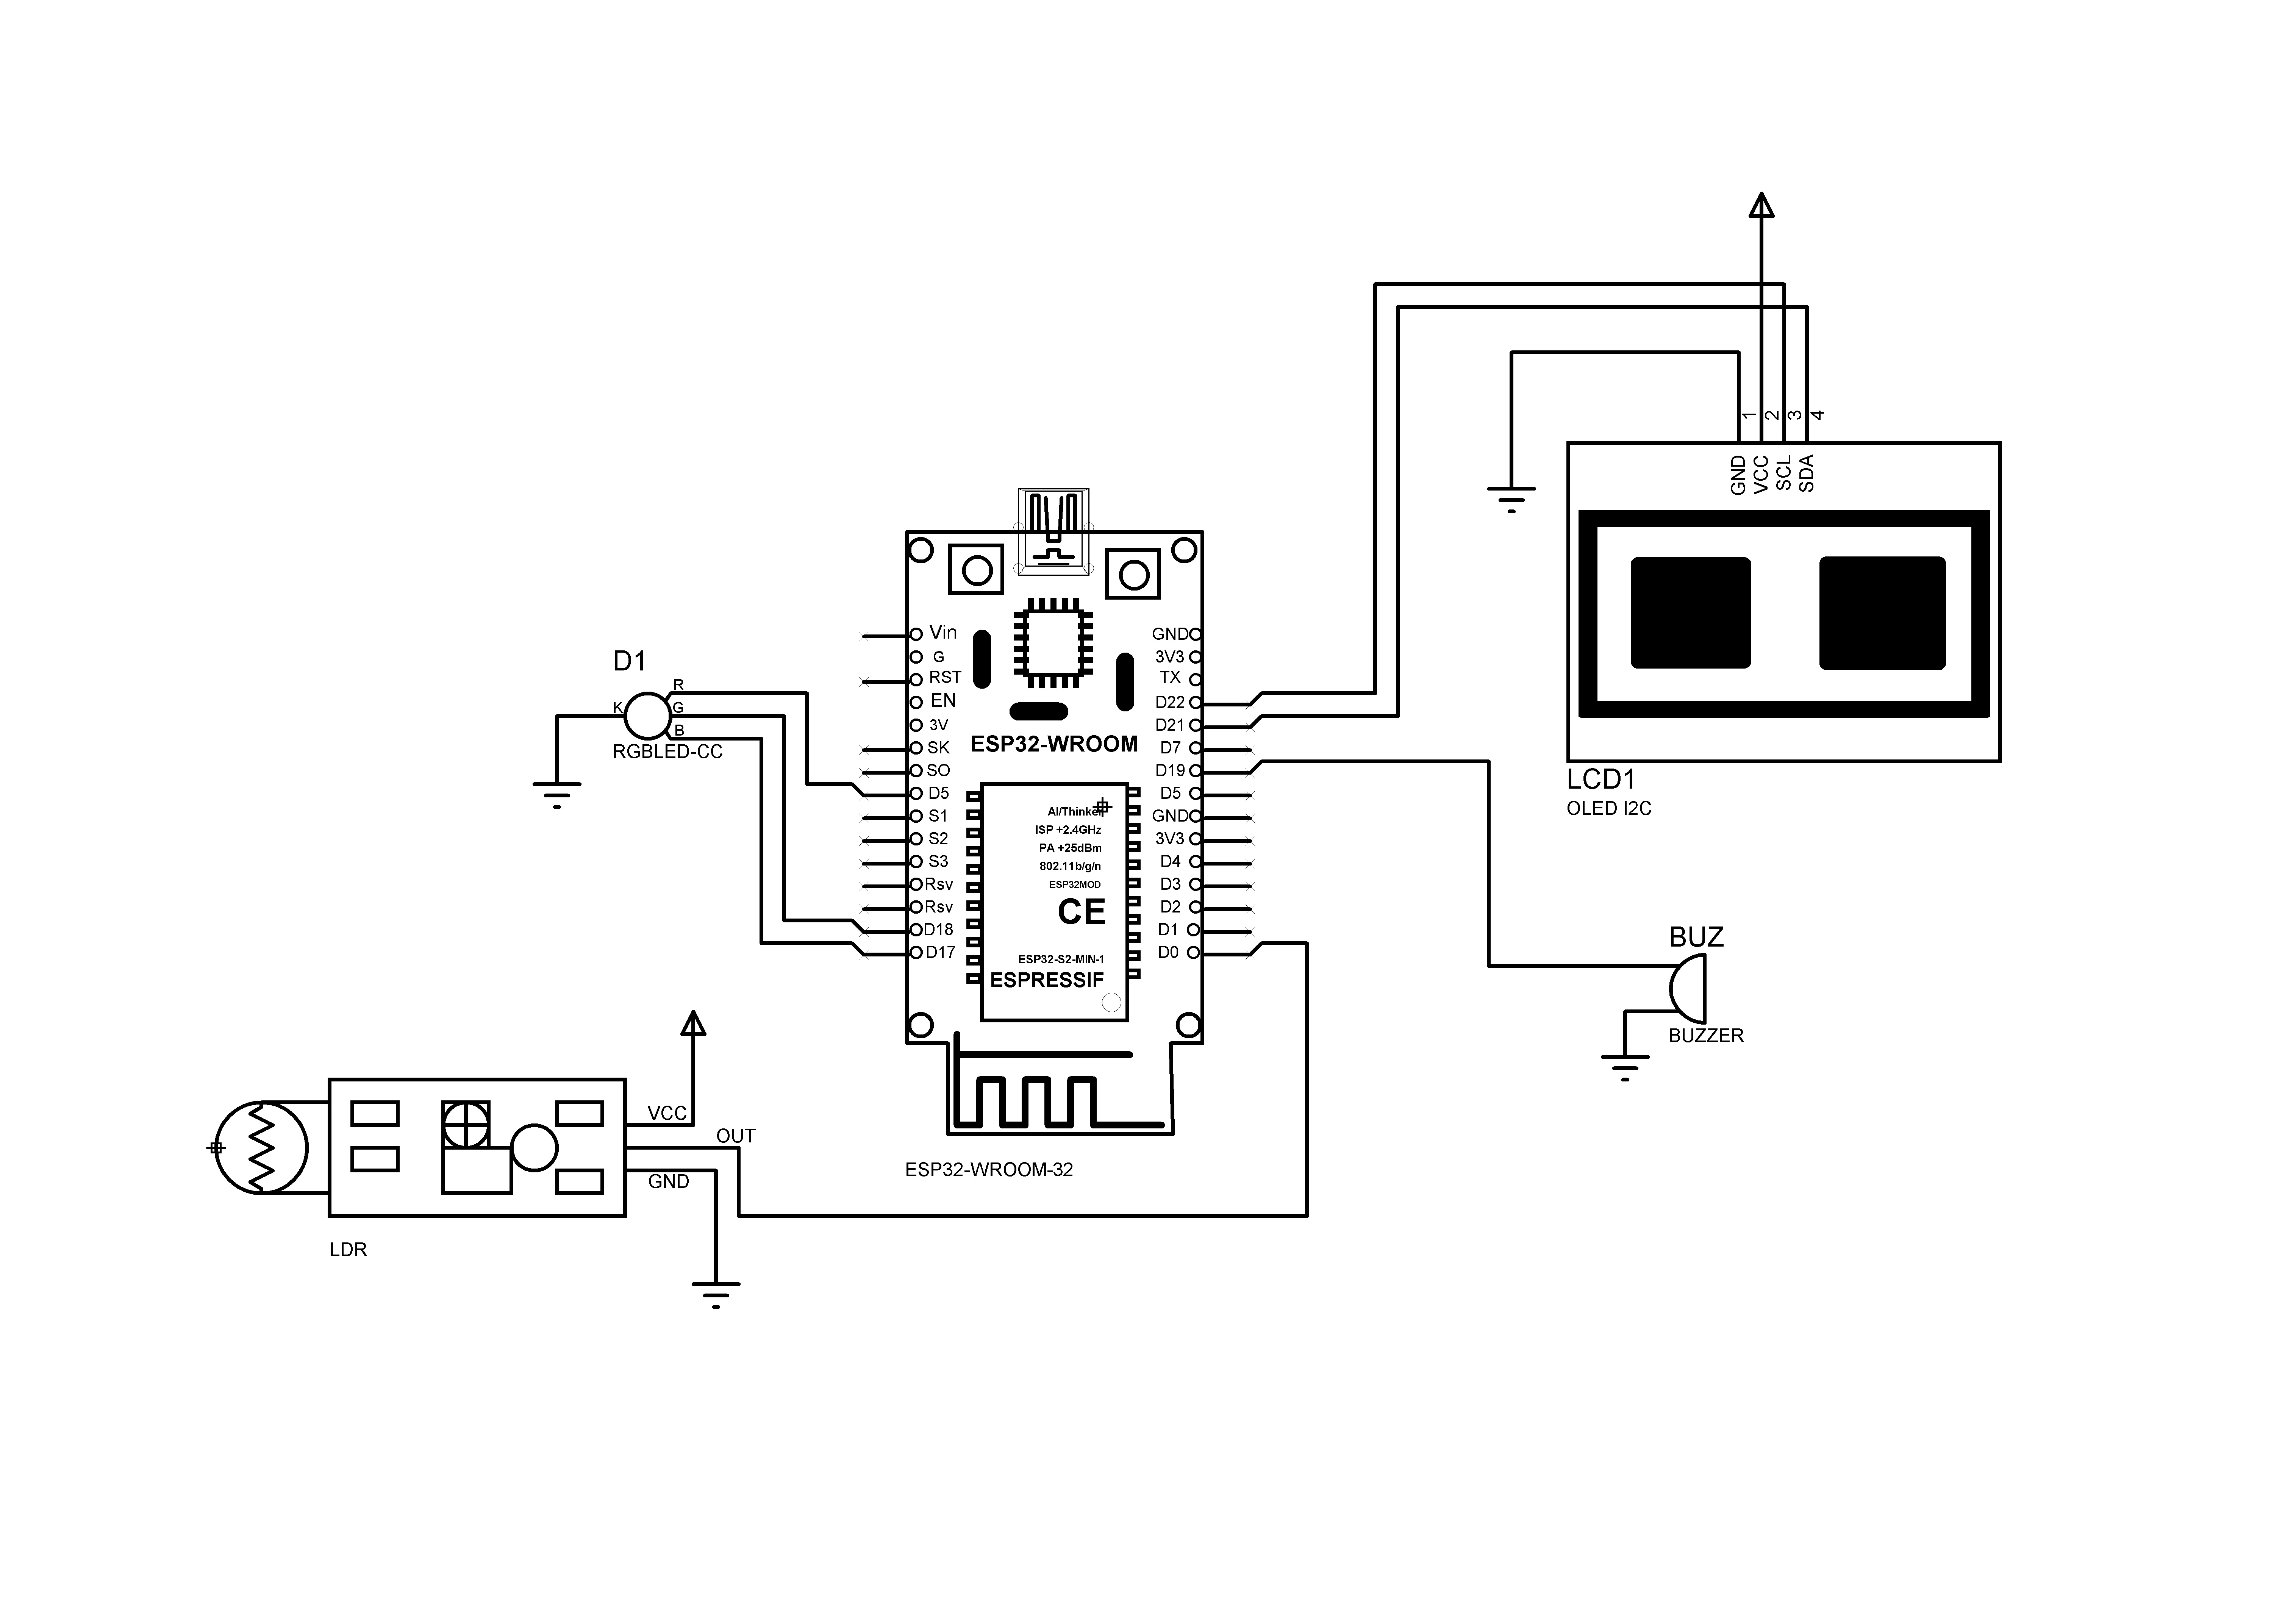 1
2
3
4
GND
VCC
SCL
SDA
LCD1
OLED I2C
D1
R
K
G
B
RGBLED-CC
Vin
G
RST
EN
3V
SK
SO
D5
S1
S2
S3
Rsv
Rsv
D18
D17
GND
3V3
TX
D22
D21
D7
D19
D5
GND
3V3
D4
D3
D2
D1
D0
ESP32-WROOM
AI/Thinker
ISP +2.4GHz
PA +25dBm
802.11b/g/n
ESP32MOD
CE
ESP32-S2-MIN-1
ESPRESSIF
ESP32-WROOM-32
BUZ
BUZZER
VCC
OUT
GND
LDR